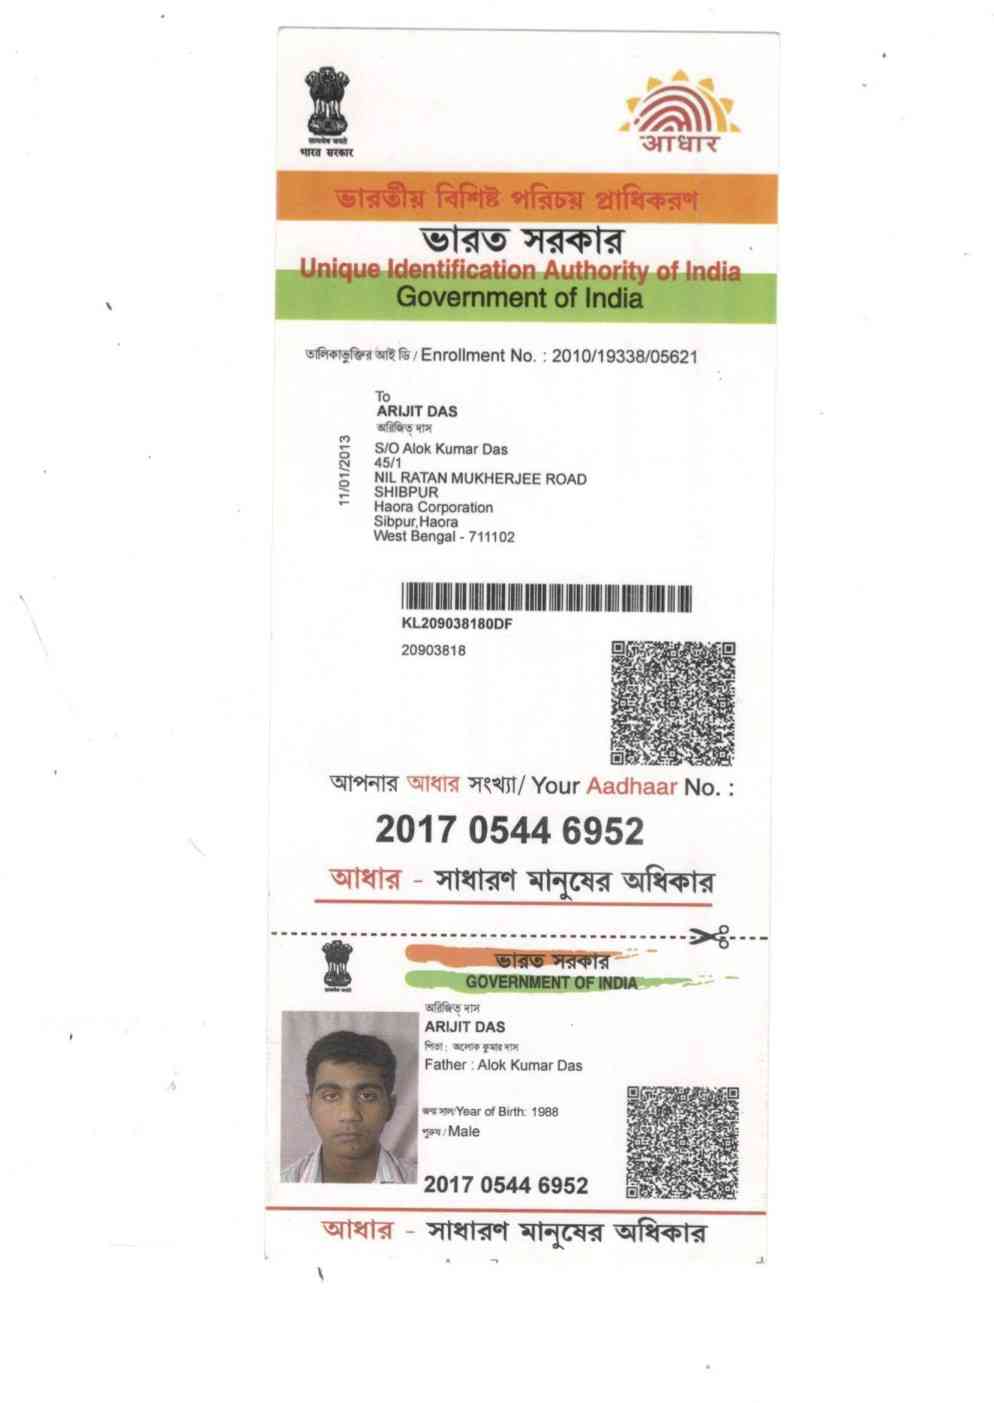 सत्यमेव जयते
भारत सरकार
आधार
ভারতীয় বিশিষ্ট পরিচয় প্রাধিকরণ
ভারত সরকার
Unique Identification Authority of India
Government of India
তালিকাভুক্তির আই ডি / Enrollment No. : 2010/19338/05621
To
ARIJIT DAS
অরিজিত্ দাস
S/O Alok Kumar Das
45/1
NIL RATAN MUKHERJEE ROAD
SHIBPUR
Haora Corporation
Sibpur,Haora
West Bengal - 711102
11/01/2013
KL209038180DF
20903818
আপনার আধার সংখ্যা/ Your Aadhaar No. :
2017 0544 6952
আধার - সাধারণ মানুষের অধিকার
ভারত সরকার
GOVERNMENT OF INDIA
অরিজিত্ দাস
ARIJIT DAS
পিতা : অলোক কুমার দাস
Father : Alok Kumar Das
জন্ম সাল/Year of Birth: 1988
পুরুষ / Male
2017 0544 6952
আধার - সাধারণ মানুষের অধিকার